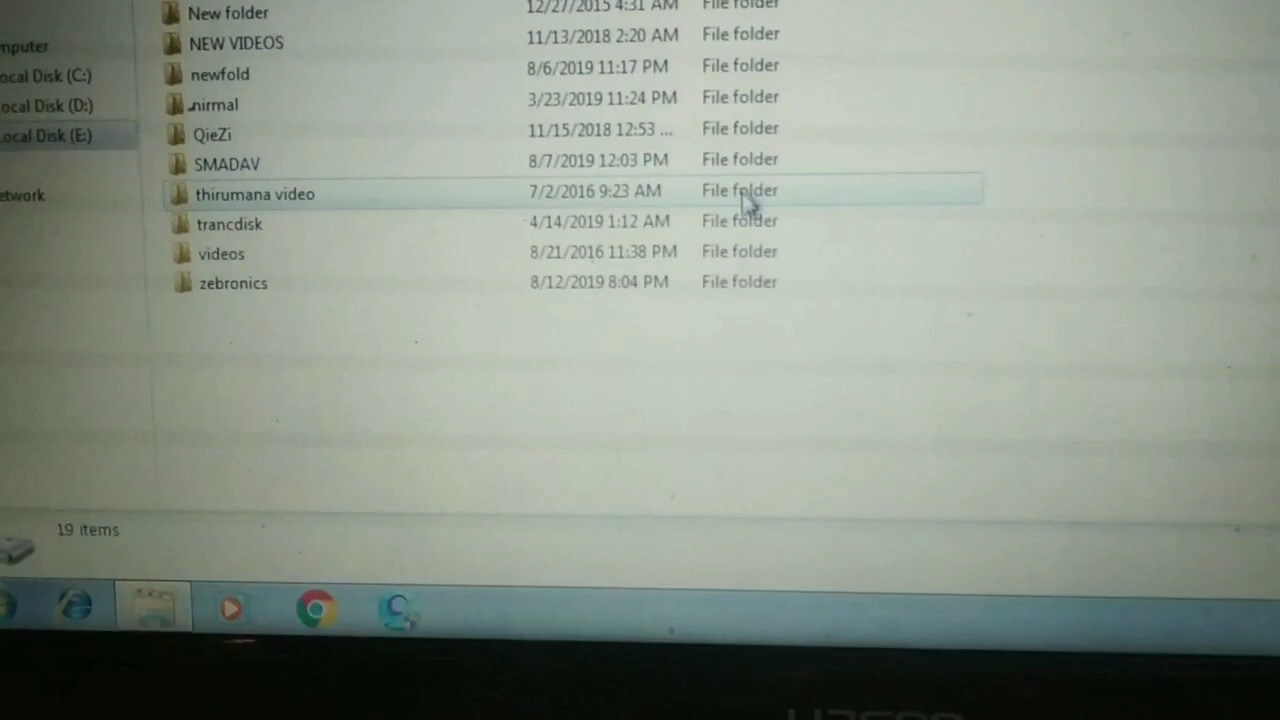 New folder 12/27/2015 4:31 AM File folder
mputer
NEW VIDEOS 11/13/2018 2:20 AM File folder
ocal Disk (C:)
newfold 8/6/2019 11:17 PM File folder
ocal Disk (D:)
nirmal 3/23/2019 11:24 PM File folder
ocal Disk (E:)
QieZi 11/15/2018 12:53 ... File folder
SMADAV 8/7/2019 12:03 PM File folder
etwork
thirumana video 7/2/2016 9:23 AM File folder
trancdisk 4/14/2019 1:12 AM File folder
videos 8/21/2016 11:38 PM File folder
zebronics 8/12/2019 8:04 PM File folder
19 items